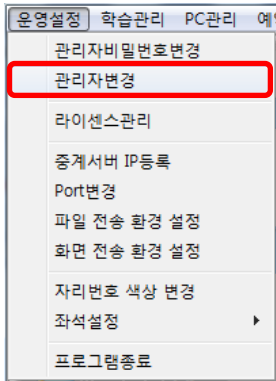 운영설정 학습관리 PC관리
관리자비밀번호변경
관리자변경
라이센스관리
중계서버 IP등록
Port변경
파일 전송 환경 설정
화면 전송 환경 설정
자리번호 색상 변경
좌석설정
프로그램종료